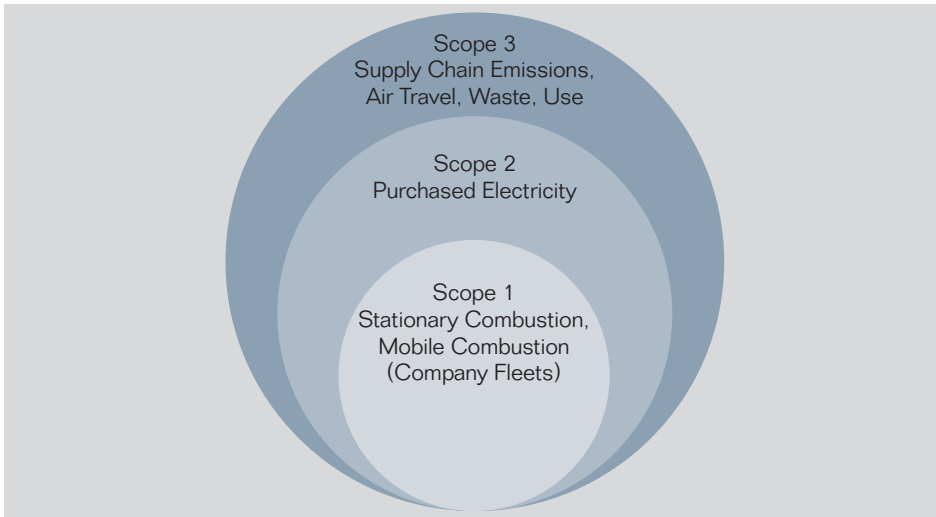 Scope 3
Supply Chain Emissions,
Air Travel, Waste, Use
Scope 2
Purchased Electricity
Scope 1
Stationary Combustion,
Mobile Combustion
(Company Fleets)